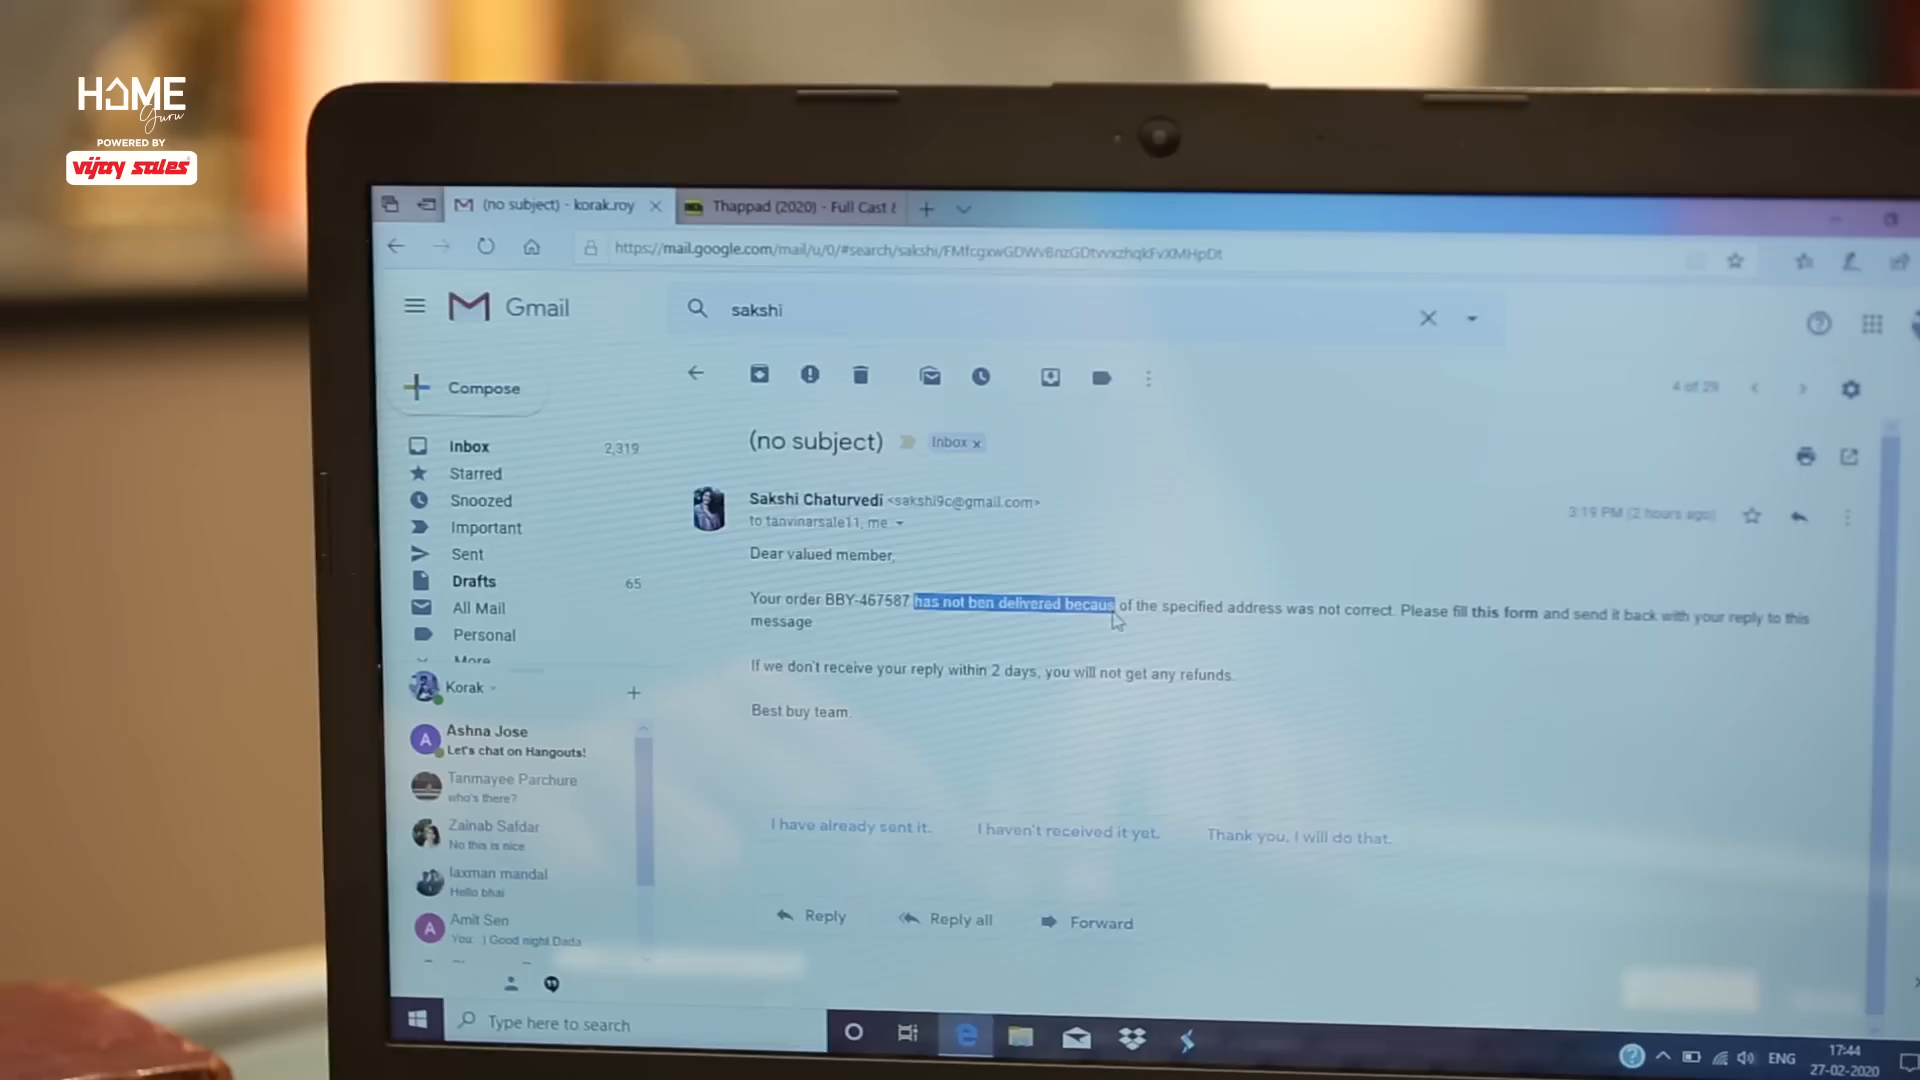 HOME
Guru
POWERED BY
vijay sales
(no subject) - korak.roy
Thappad (2020) - Full Cast &
https://mail.google.com/mail/u/0/#search/sakshi/
Gmail
sakshi
Compose
4 of 29
(no subject)
Inbox x
Inbox 2,319
Starred
Snoozed
Important
Sent
Drafts 65
All Mail
Personal
More
Sakshi Chaturvedi <sakshi9c@gmail.com>
3:19 PM (2 hours ago)
to tanvinarsale11, me
Dear valued member,
Your order BBY-467587 has not ben delivered becaus of the specified address was not correct. Please fill this form and send it back with your reply to this
message
If we don't receive your reply within 2 days, you will not get any refunds.
Best buy team.
Korak
A
Ashna Jose
Let's chat on Hangouts!
Tanmayee Parchure
who's there?
Zainab Safdar
No this is nice
laxman mandal
Hello bhai
A
Amit Sen
You: :) Good night Dada
I have already sent it.
I haven't received it yet.
Thank you, I will do that.
Reply
Reply all
Forward
Type here to search
ENG
17:44
27-02-2020